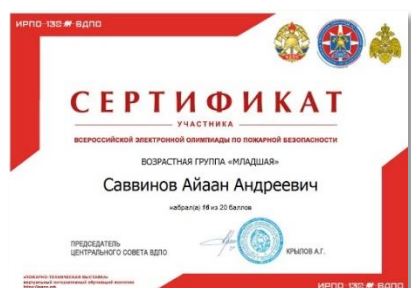 ИРПО-130-ВДПО
СЕРТИФИКАТ
УЧАСТНИКА
ВСЕРОССИЙСКОЙ ЭЛЕКТРОННОЙ ОЛИМПИАДЫ ПО ПОЖАРНОЙ БЕЗОПАСНОСТИ
ВОЗРАСТНАЯ ГРУППА «МЛАДШАЯ»
Саввинов Айаан Андреевич
набрал(а) 16 из 20 баллов
ПРЕДСЕДАТЕЛЬ
ЦЕНТРАЛЬНОГО СОВЕТА ВДПО
КРЫЛОВ А.Г.
«ПОЖАРНО-ТЕХНИЧЕСКАЯ ВЫСТАВКА»
ИРПО-130-ВДПО